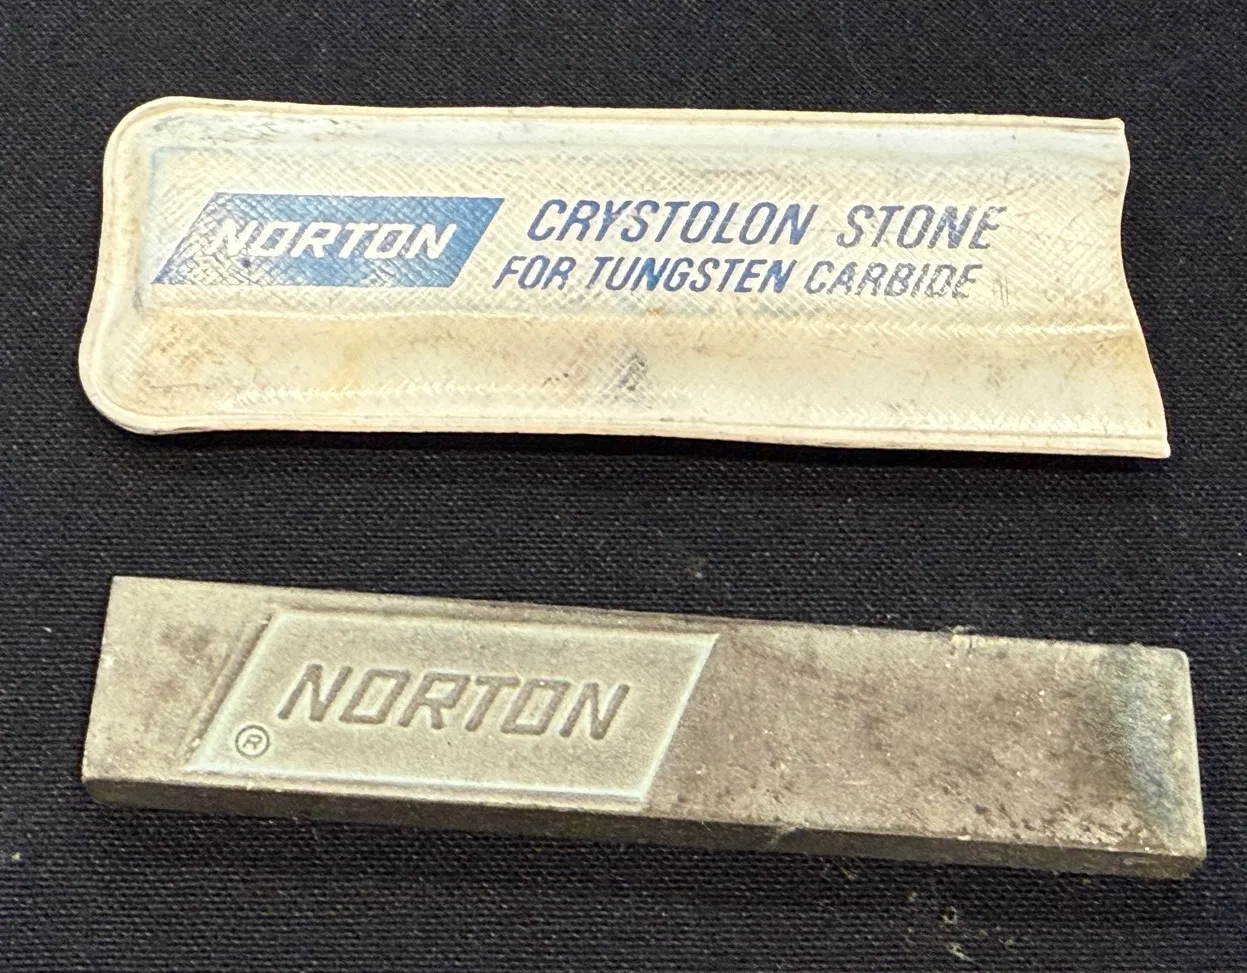 NORTON
CRYSTOLON STONE
FOR TUNGSTEN CARBIDE
NORTON
®